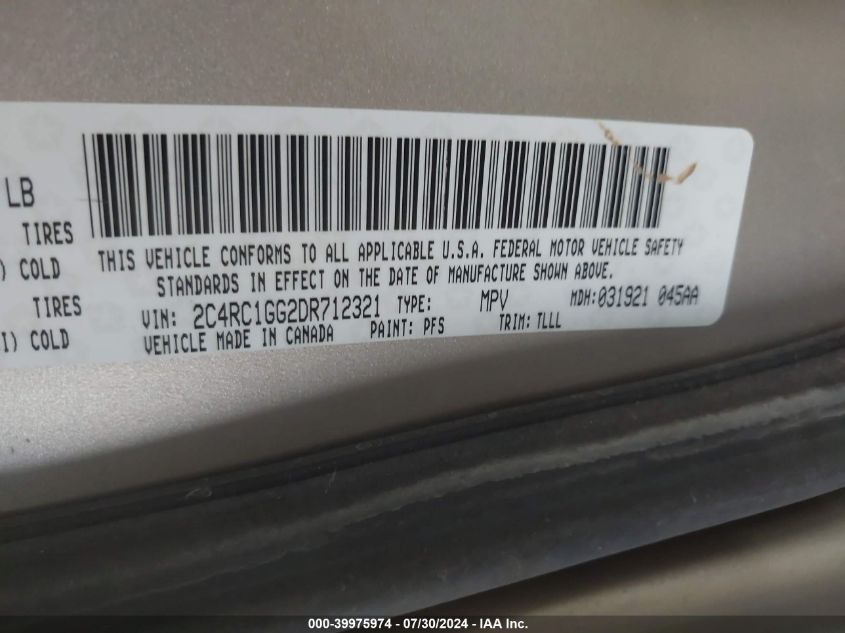 LB
TIRES
) COLD
TIRES
I) COLD
THIS VEHICLE CONFORMS TO ALL APPLICABLE U.S.A. FEDERAL MOTOR VEHICLE SAFETY
STANDARDS IN EFFECT ON THE DATE OF MANUFACTURE SHOWN ABOVE.
VIN: 2C4RC1GG2DR712321 TYPE: MPV MDH:031921 045AA
VEHICLE MADE IN CANADA PAINT: PFS TRIM: TLLL
000-39975974 / 07/30/2024 - IAA Inc.